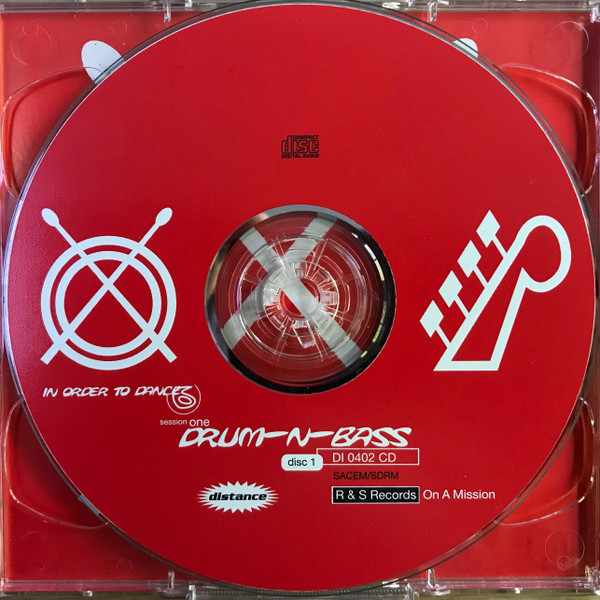 COMPACT
disc
DIGITAL AUDIO
IN ORDER TO DANCE 6
session one
DRUM-N-BASS
disc 1 DI 0402 CD
SACEM/SDRM
distance R & S Records On A Mission